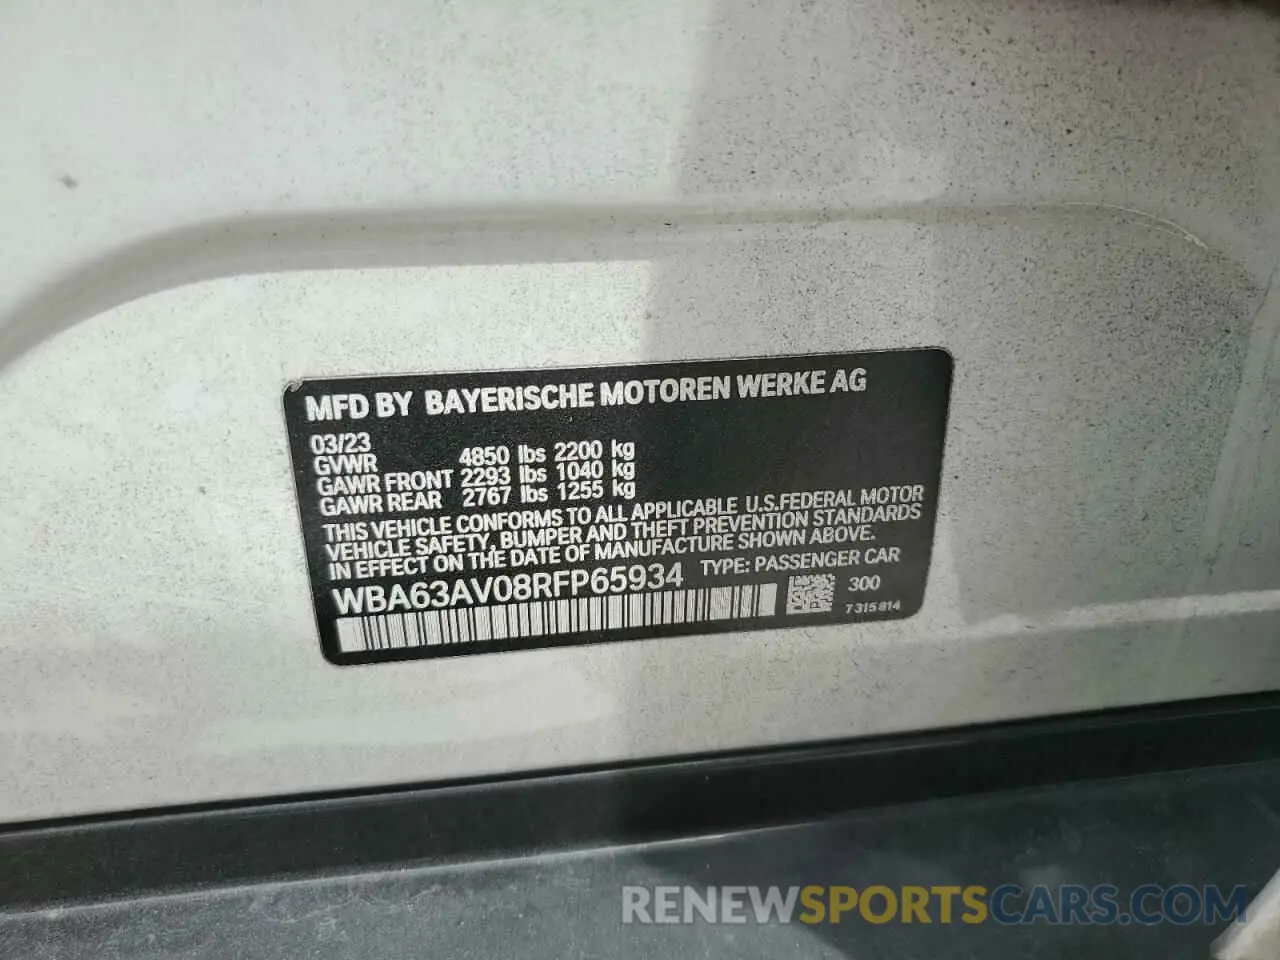 MFD BY BAYERISCHE MOTOREN WERKE AG
03/23
GVWR 4850 lbs 2200 kg
GAWR FRONT 2293 lbs 1040 kg
GAWR REAR 2767 lbs 1255 kg
THIS VEHICLE CONFORMS TO ALL APPLICABLE U.S.FEDERAL MOTOR
VEHICLE SAFETY, BUMPER AND THEFT PREVENTION STANDARDS
IN EFFECT ON THE DATE OF MANUFACTURE SHOWN ABOVE.
WBA63AV08RFP65934 TYPE: PASSENGER CAR
300
7315814
RENEWSPORTSCARS.COM